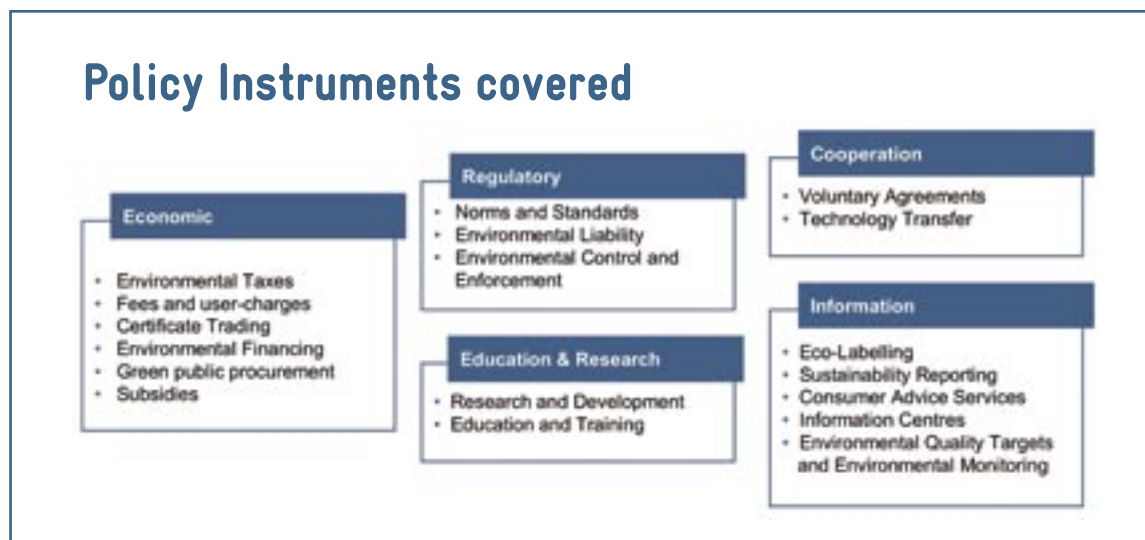 Policy Instruments covered
Economic
• Environmental Taxes
• Fees and user-charges
• Certificate Trading
• Environmental Financing
• Green public procurement
• Subsidies
Regulatory
• Norms and Standards
• Environmental Liability
• Environmental Control and
Enforcement
Education & Research
• Research and Development
• Education and Training
Cooperation
• Voluntary Agreements
• Technology Transfer
Information
• Eco-Labelling
• Sustainability Reporting
• Consumer Advice Services
• Information Centres
• Environmental Quality Targets
and Environmental Monitoring